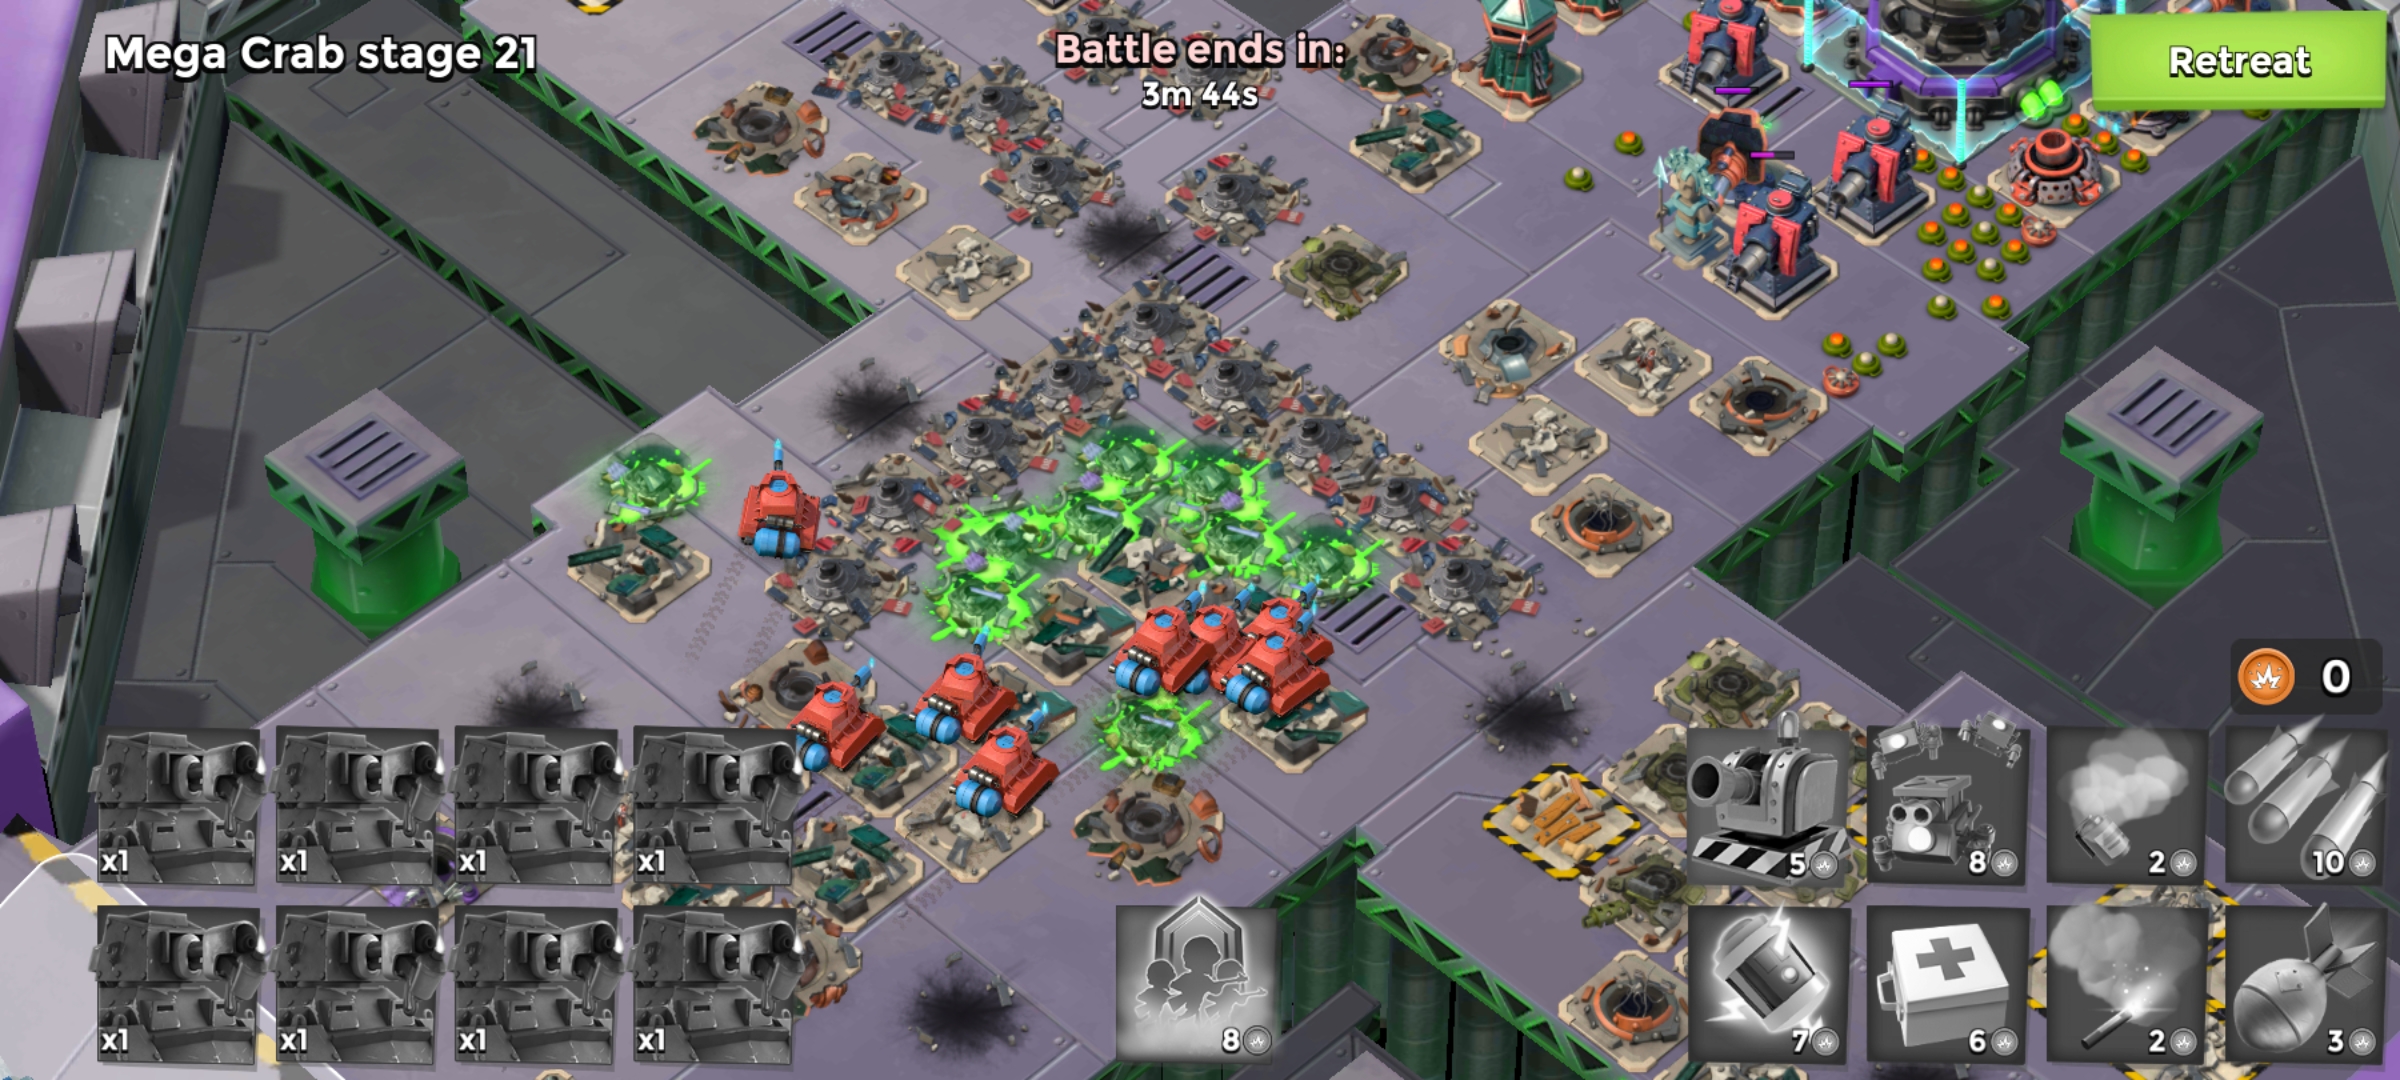 Mega Crab stage 21
Battle ends in:
3m 44s
Retreat
0
x1
x1
x1
x1
5
8
2
10
x1
x1
x1
x1
8
7
6
2
3